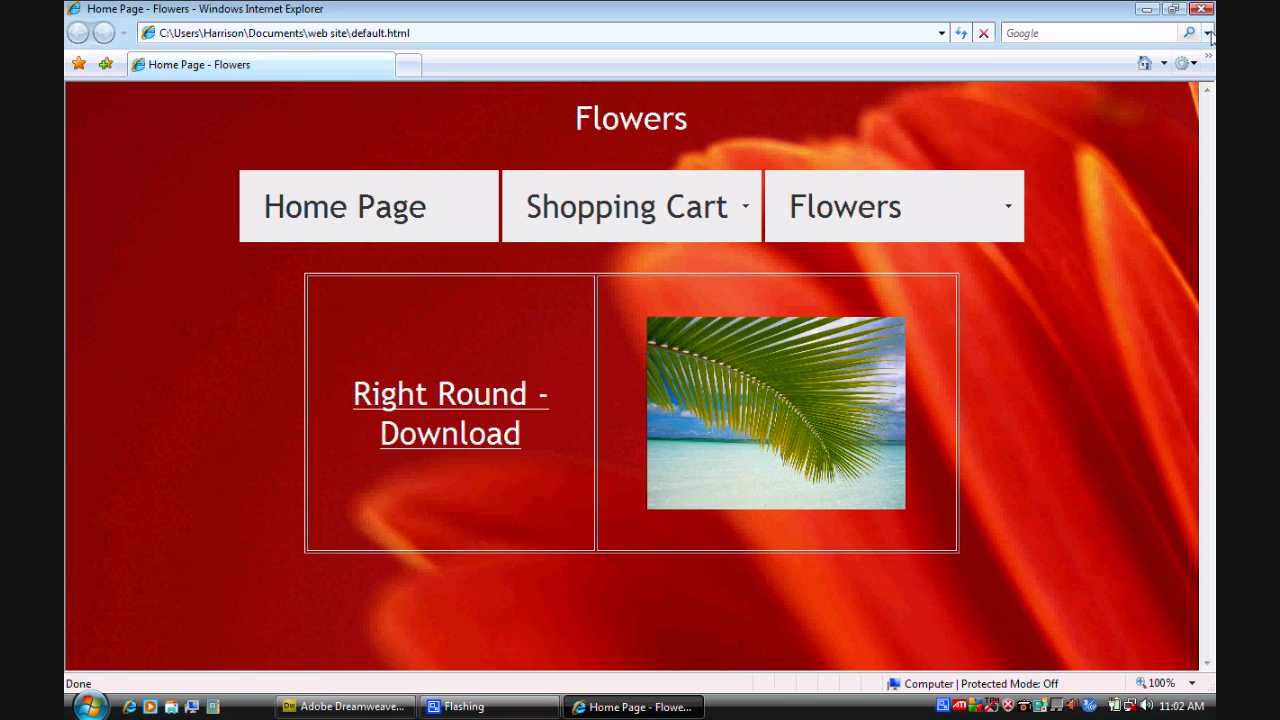 Home Page - Flowers - Windows Internet Explorer
C:\Users\Harrison\Documents\web site\default.html
Google
Home Page - Flowers
Flowers
Home Page
Shopping Cart
Flowers
Right Round -
Download
Done
Computer | Protected Mode: Off
100%
Adobe Dreamweave...
Flashing
Home Page - Flowe...
11:02 AM